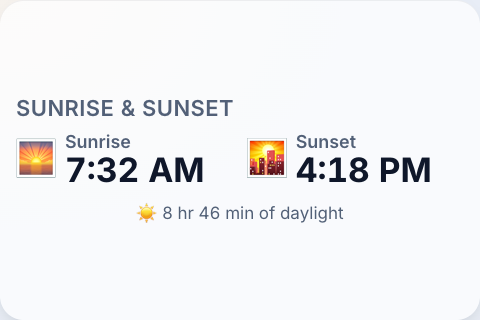 SUNRISE & SUNSET
Sunrise
7:32 AM
Sunset
4:18 PM
8 hr 46 min of daylight